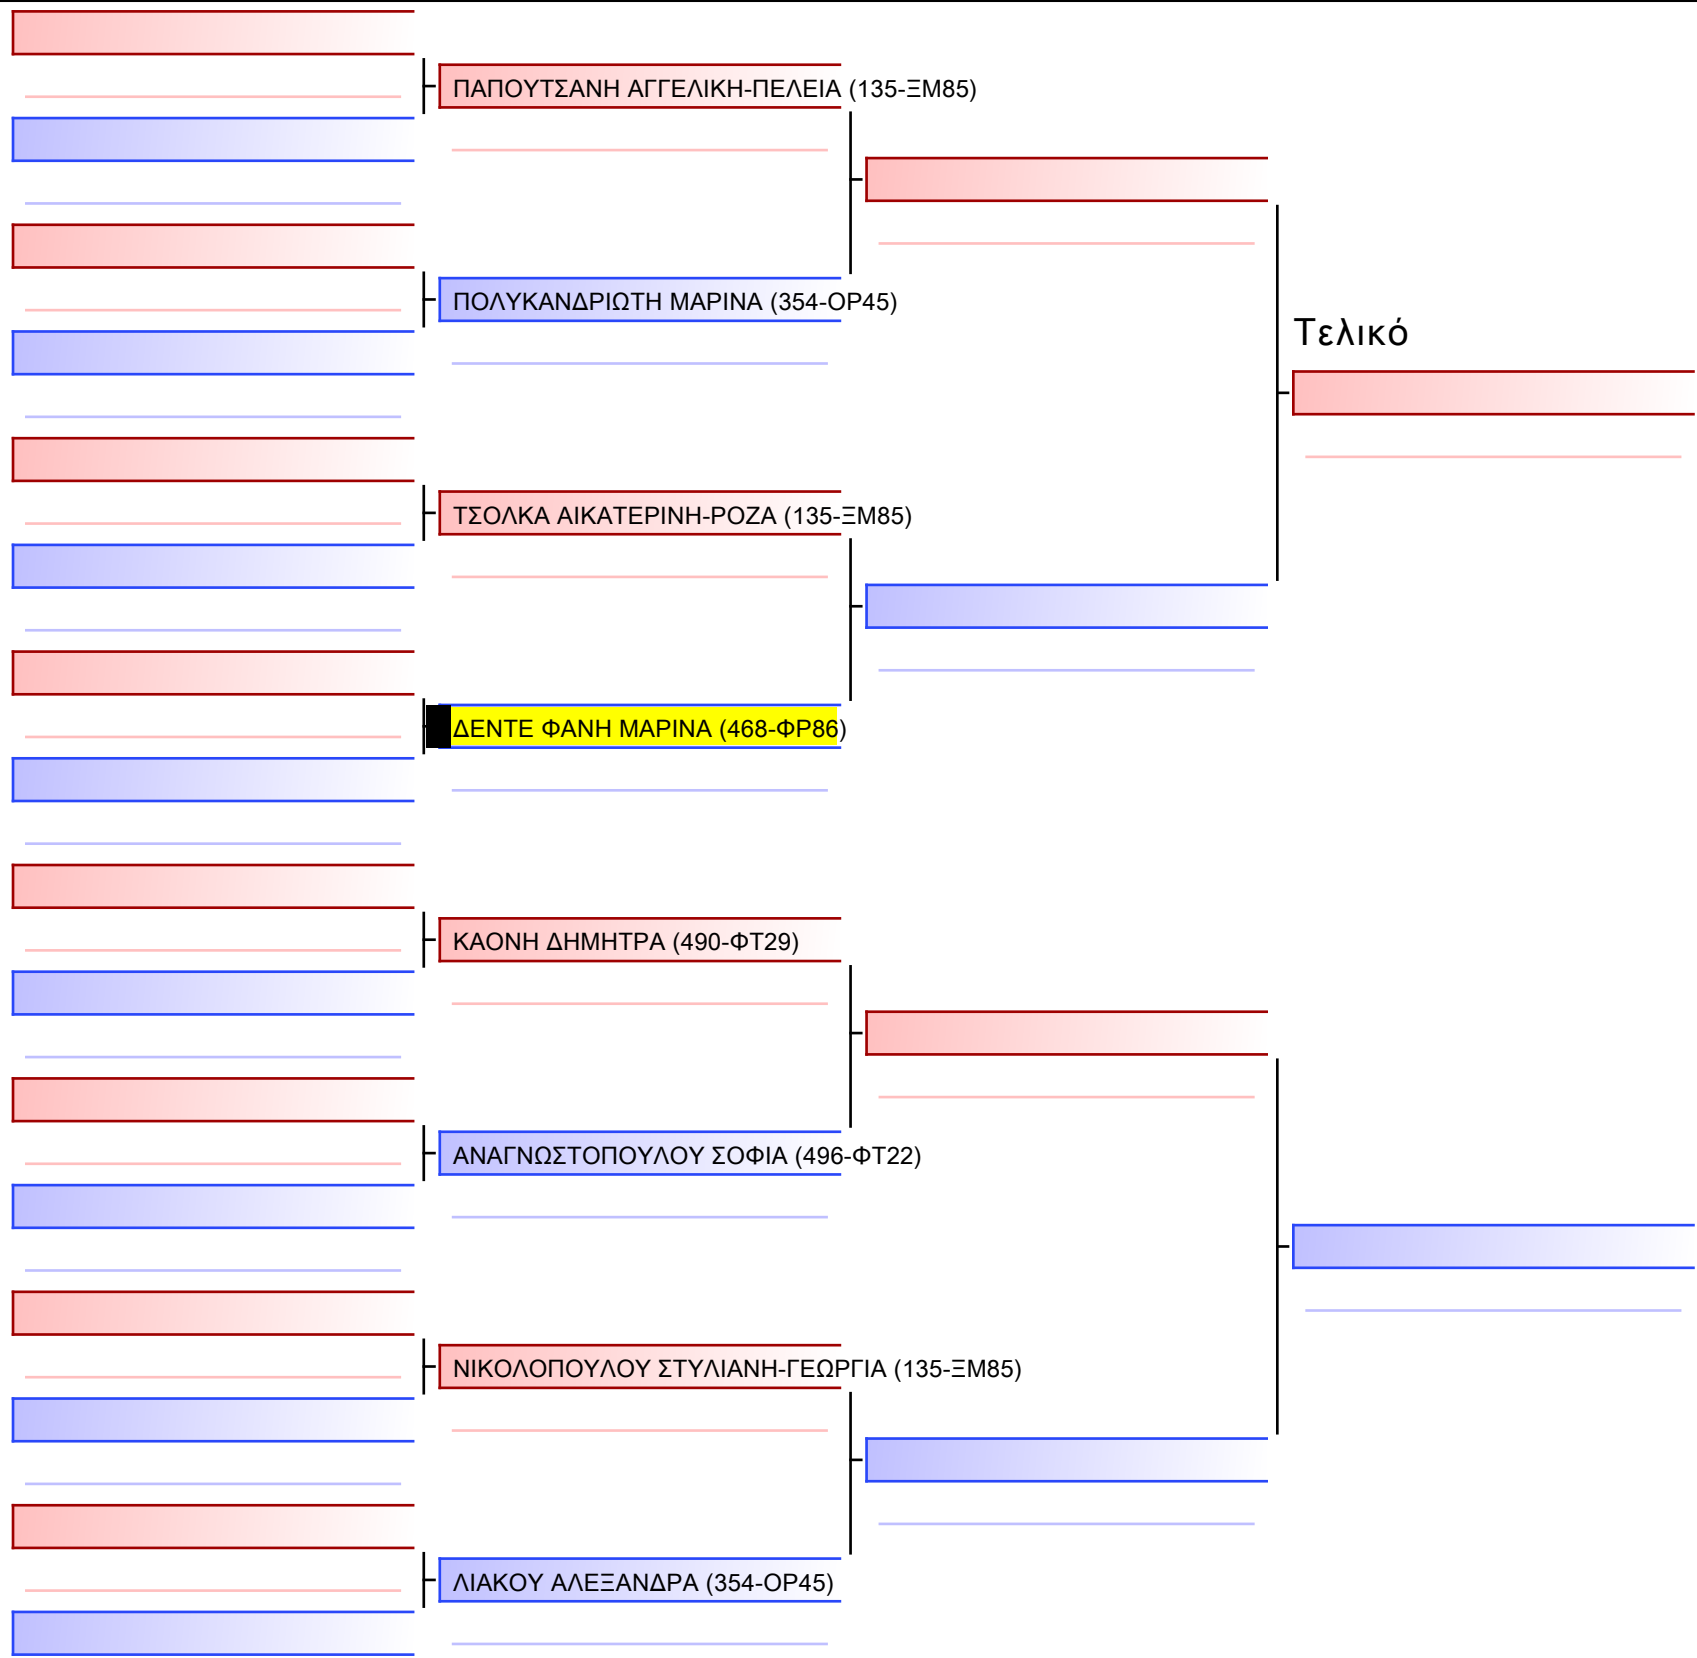 ΠΑΠΟΥΤΣΑΝΗ ΑΓΓΕΛΙΚΗ-ΠΕΛΕΙΑ (135-ΞΜ85)
ΠΟΛΥΚΑΝΔΡΙΩΤΗ ΜΑΡΙΝΑ (354-ΟΡ45)
Τελικό
ΤΣΟΛΚΑ ΑΙΚΑΤΕΡΙΝΗ-ΡΟΖΑ (135-ΞΜ85)
ΔΕΝΤΕ ΦΑΝΗ ΜΑΡΙΝΑ (468-ΦΡ86)
ΚΑΟΝΗ ΔΗΜΗΤΡΑ (490-ΦΤ29)
ΑΝΑΓΝΩΣΤΟΠΟΥΛΟΥ ΣΟΦΙΑ (496-ΦΤ22)
ΝΙΚΟΛΟΠΟΥΛΟΥ ΣΤΥΛΙΑΝΗ-ΓΕΩΡΓΙΑ (135-ΞΜ85)
ΛΙΑΚΟΥ ΑΛΕΞΑΝΔΡΑ (354-ΟΡ45)